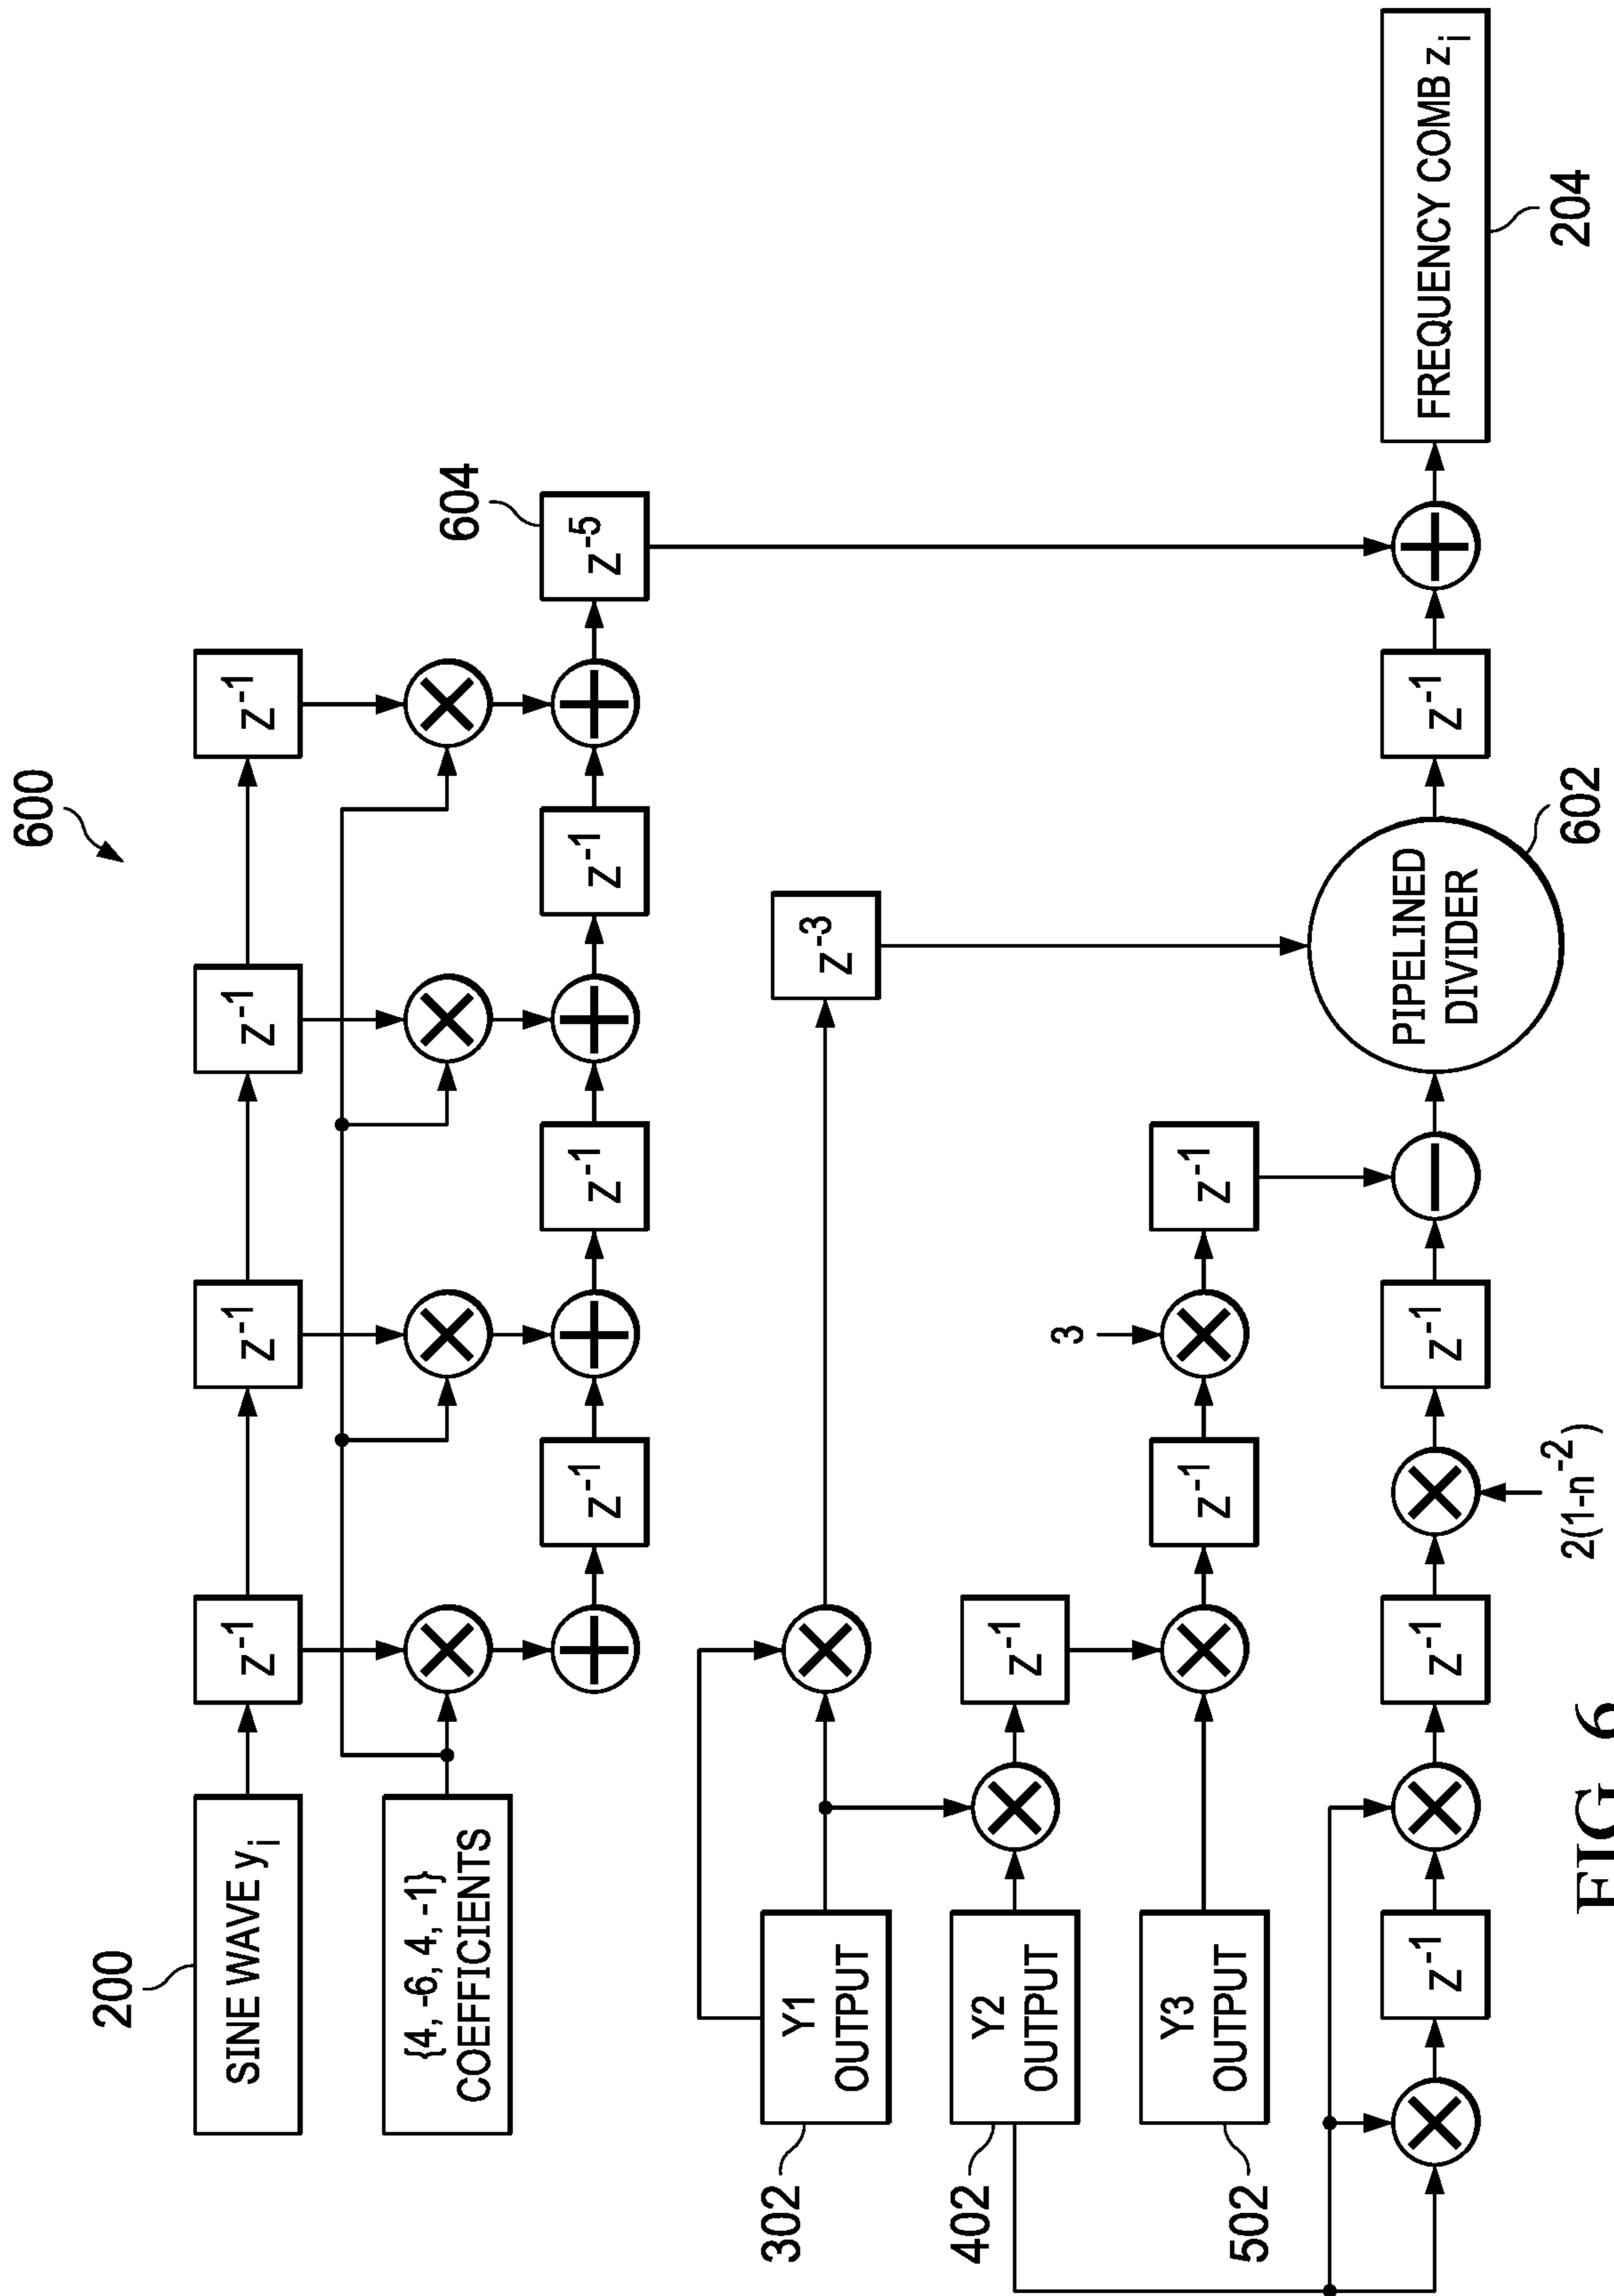 600
200
SINE WAVE y_i
z^-1
z^-1
z^-1
z^-1
{4, -6, 4, -1}
COEFFICIENTS
z^-1
z^-1
z^-1
z^-5
604
302
Y1
OUTPUT
z^-3
402
Y2
OUTPUT
z^-1
502
Y3
OUTPUT
z^-1
3
z^-1
z^-1
z^-1
2(1-n^-2)
z^-1
PIPELINED
DIVIDER
602
z^-1
FREQUENCY COMB z_i
204
FIG. 6